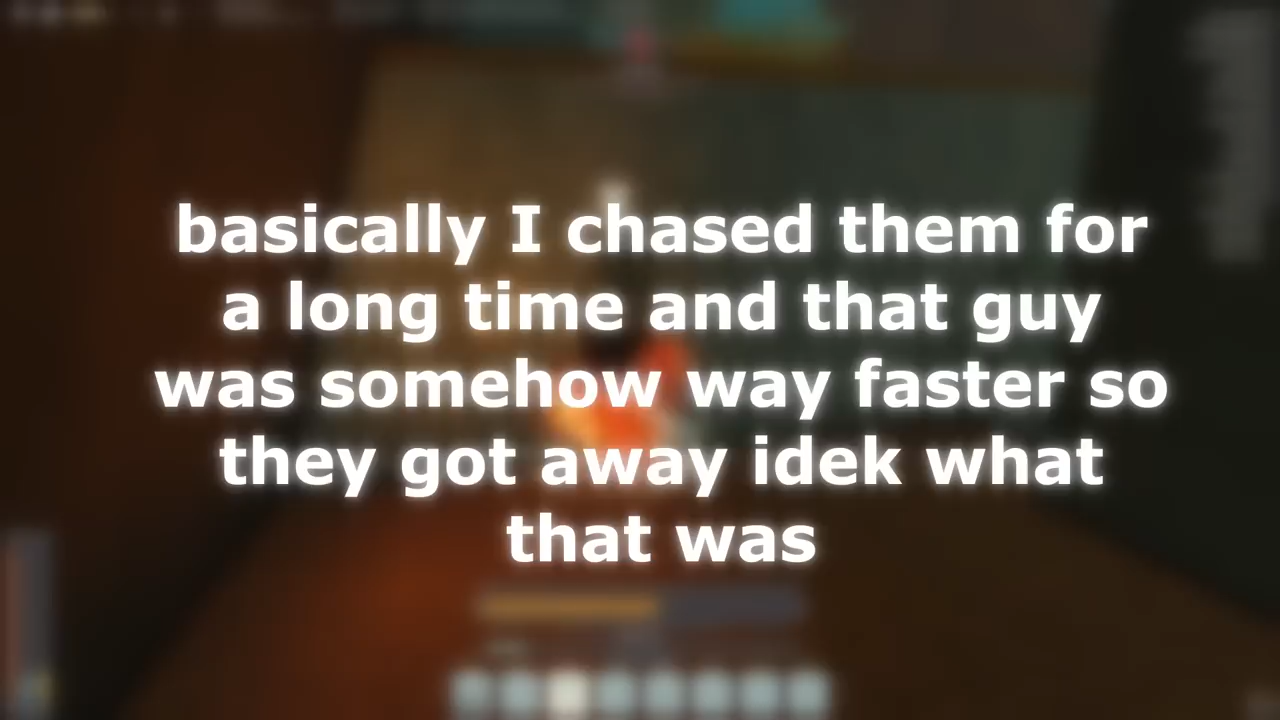 basically I chased them for
a long time and that guy
was somehow way faster so
they got away idek what
that was